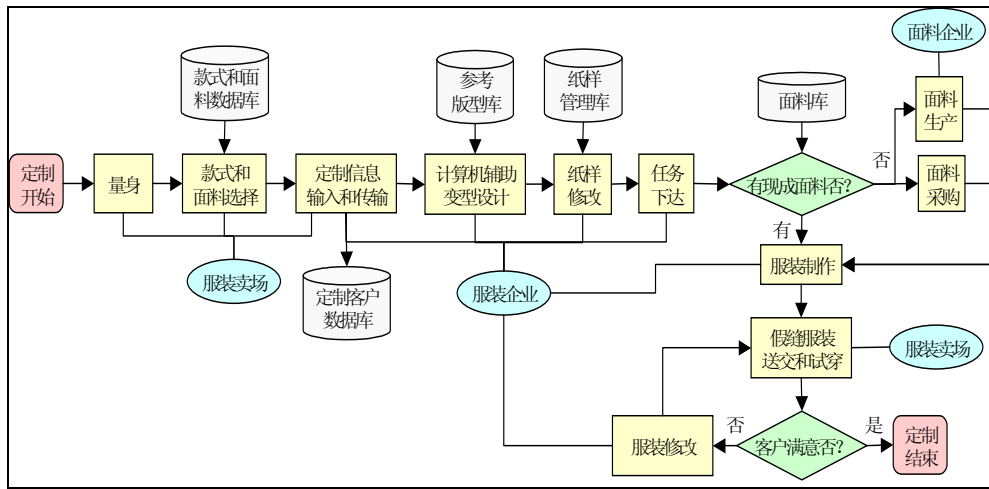 面料企业
款式和面
料数据库
参考
版型库
纸样
管理库
面料库
面料
生产
否
定制
开始
量身
款式和
面料选择
定制信息
输入和传输
计算机辅助
变型设计
纸样
修改
任务
下达
有现成面料否?
面料
采购
有
服装卖场
定制客户
数据库
服装企业
服装制作
假缝服装
送交和试穿
服装卖场
否
是
服装修改
客户满意否?
定制
结束